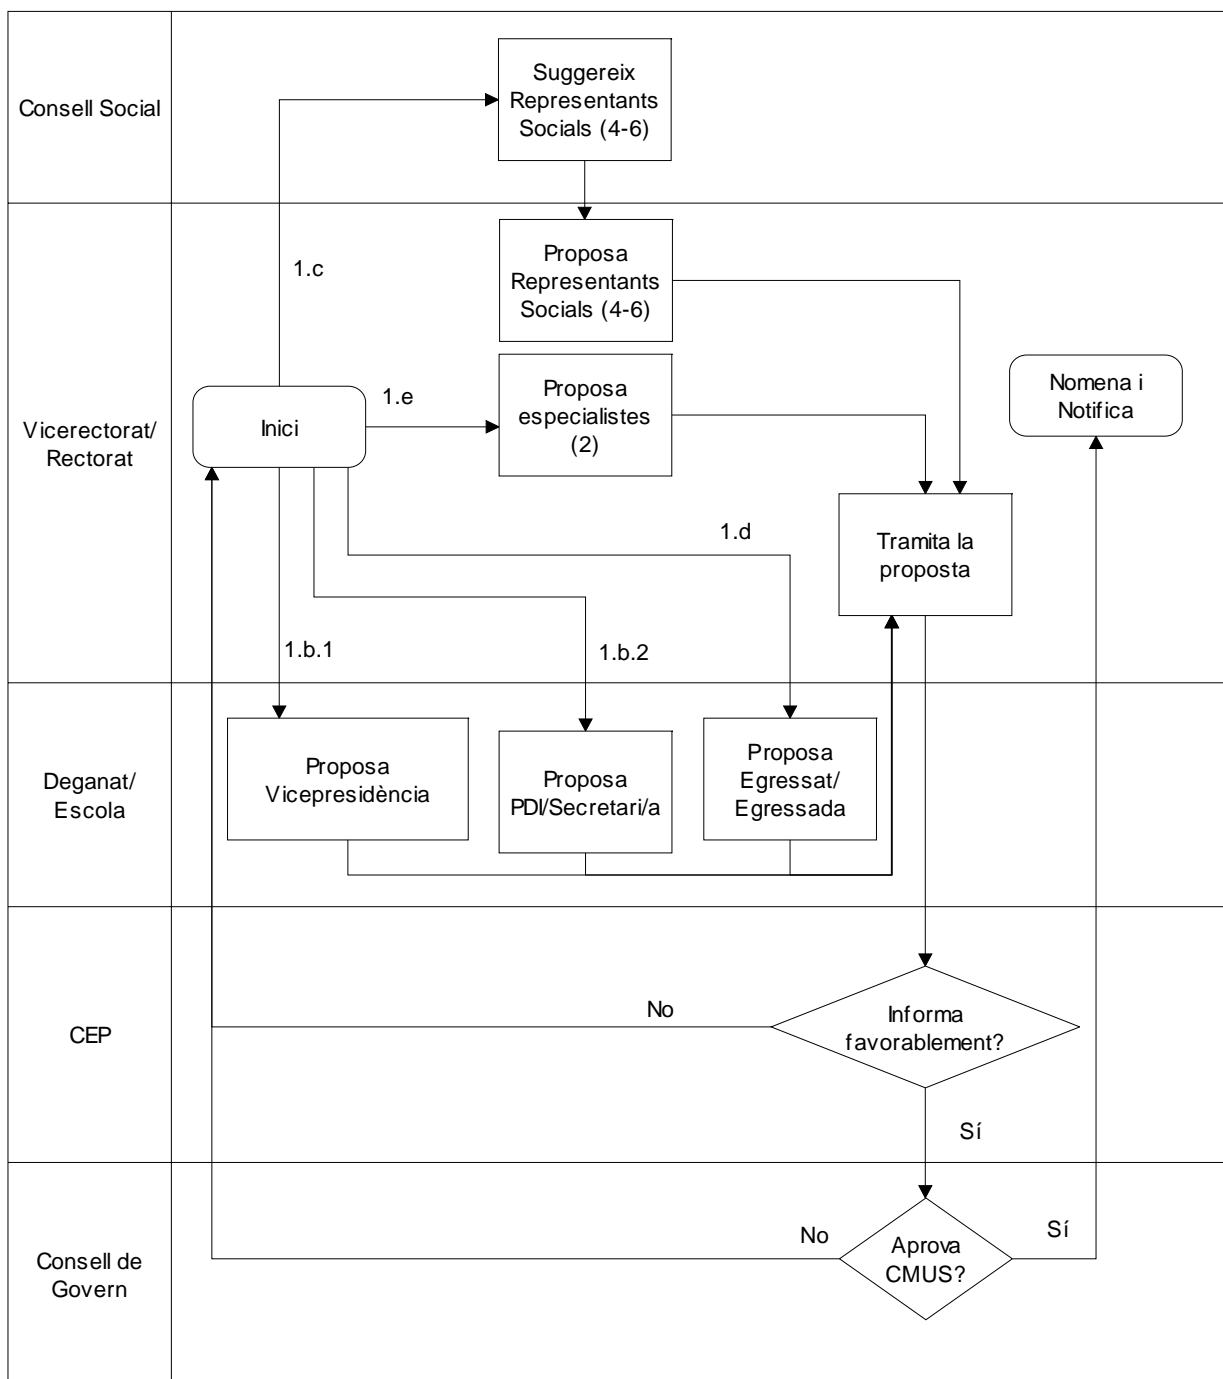 Consell Social
Suggereix
Representants
Socials (4-6)
1.c
Vicerectorat/
Rectorat
Proposa
Representants
Socials (4-6)
Inici
1.e
Proposa
especialistes
(2)
Nomena i
Notifica
1.d
Tramita la
proposta
1.b.1
1.b.2
Deganat/
Escola
Proposa
Vicepresidència
Proposa
PDI/Secretari/a
Proposa
Egressat/
Egressada
CEP
No
Informa
favorablement?
Sí
Consell de
Govern
No
Aprova
CMUS?
Sí